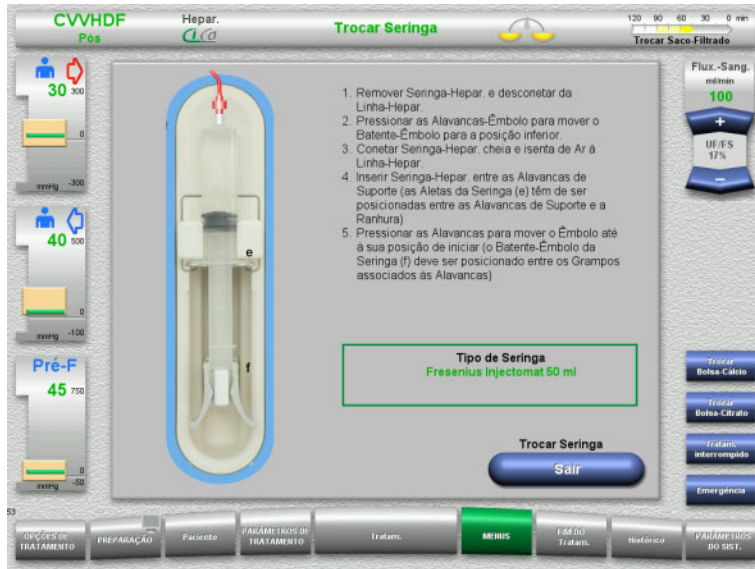 CVVHDF
Pós
Hepar.
CiCa
Trocar Seringa
120 90 60 30 0 min
Trocar Saco-Filtrado
30 300
0
mmHg -300
40 500
0
mmHg -100
Pré-F
45 750
0
mmHg -50
1. Remover Seringa-Hepar. e desconetar da
Linha-Hepar.
2. Pressionar as Alavancas-Êmbolo para mover o
Batente-Êmbolo para a posição inferior.
3. Conetar Seringa-Hepar. cheia e isenta de Ar á
Linha-Hepar.
4. Inserir Seringa-Hepar. entre as Alavancas de
Suporte (as Aletas da Seringa (e) têm de ser
posicionadas entre as Alavancas de Suporte e a
Ranhura)
5. Pressionar as Alavancas para mover o Êmbolo até
á sua posição de iniciar (o Batente-Êmbolo da
Seringa (f) deve ser posicionado entre os Grampos
associados às Alavancas)
e
f
Tipo de Seringa
Fresenius Injectomat 50 ml
Trocar Seringa
Sair
Flux.-Sang.
ml/min
100
+
UF/FS
17%
−
Trocar
Bolsa-Cálcio
Trocar
Bolsa-Citrato
Tratam.
interrompido
Emergência
53
OPÇÕES DE
TRATAMENTO
PREPARAÇÃO
Paciente
PARÂMETROS DE
TRATAMENTO
Tratam.
MENUS
FIM DO
Tratam.
Histórico
PARÂMETROS
DO SIST.